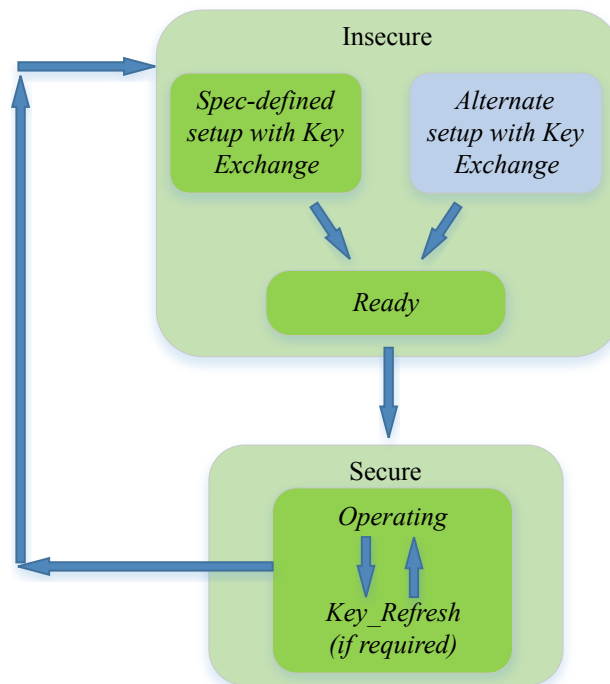 Insecure
Spec-defined
setup with Key
Exchange
Alternate
setup with Key
Exchange
Ready
Secure
Operating
Key_Refresh
(if required)